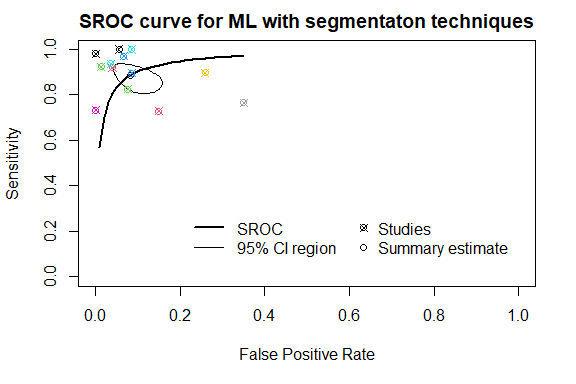 SROC curve for ML with segmentaton techniques
Sensitivity
1.0
0.8
0.6
0.4
0.2
0.0
SROC
95% CI region
Studies
Summary estimate
0.0 0.2 0.4 0.6 0.8 1.0
False Positive Rate